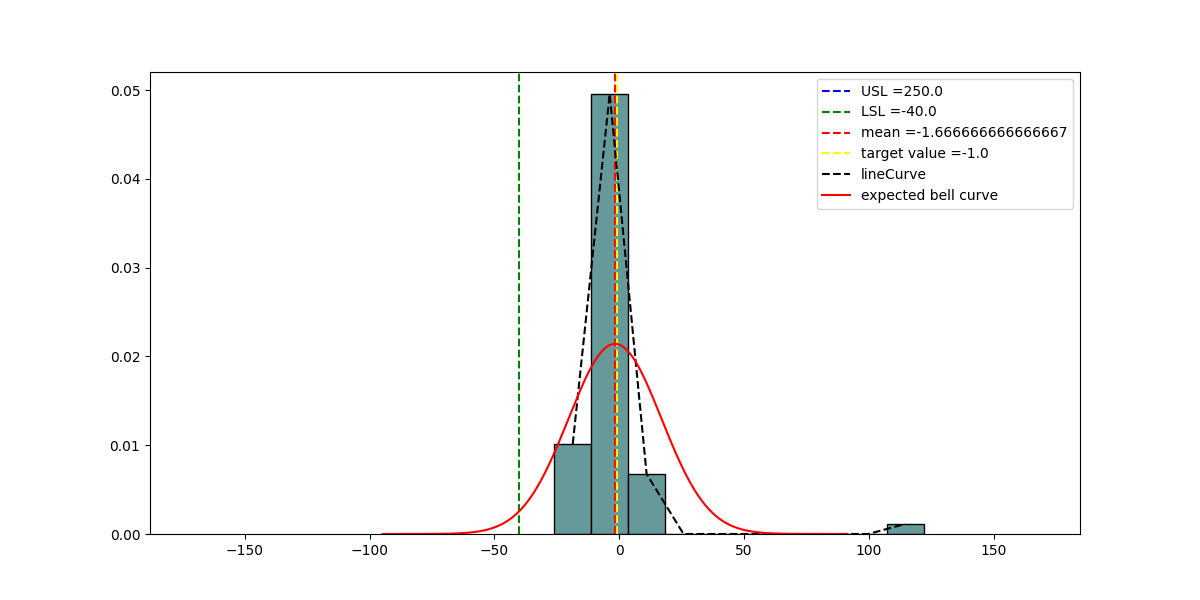 0.05
0.04
0.03
0.02
0.01
0.00
−150
−100
−50
0
50
100
150
USL =250.0
LSL =-40.0
mean =-1.666666666666667
target value =-1.0
lineCurve
expected bell curve